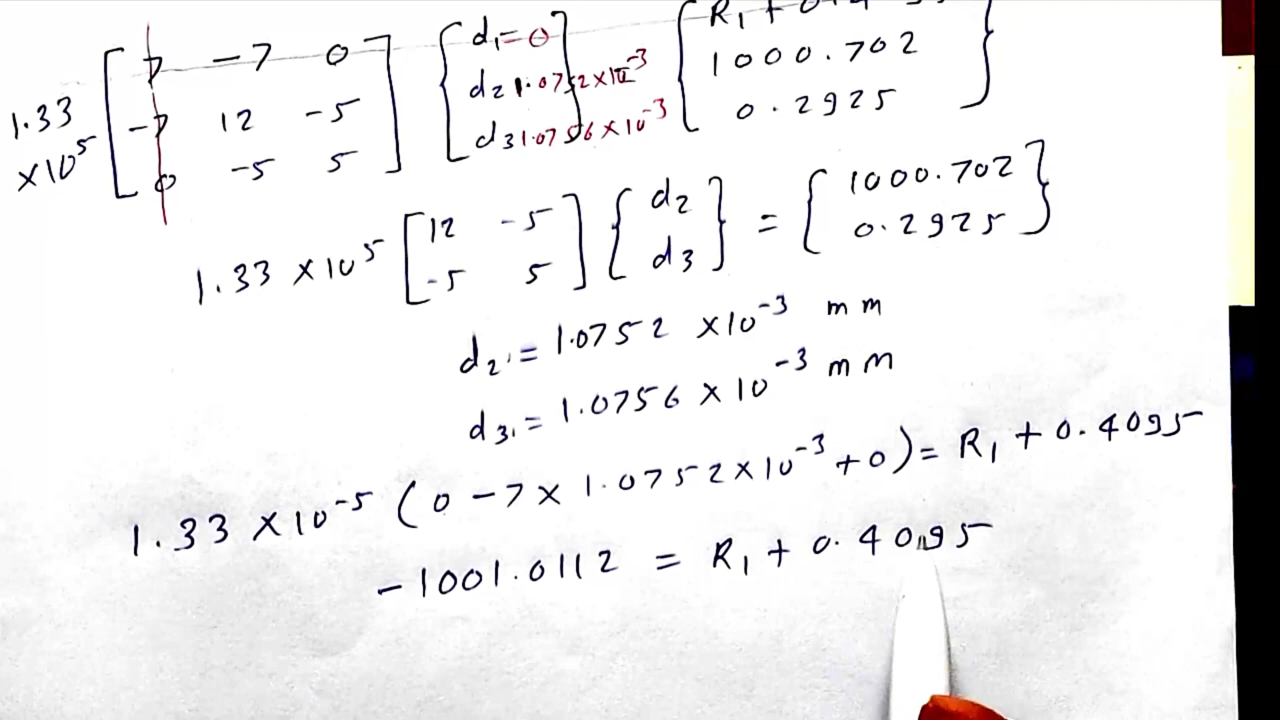 1.33 ×10⁵ [ 7 -7 0 ] { d₁=0 } { R₁ + 0.4
-7 12 -5 d₂ 1.0752×10⁻³ 1000.702
0 -5 5 d₃ 1.0756×10⁻³ 0.2925 }
1.33 ×10⁵ [ 12 -5 ] { d₂ } = { 1000.702 }
-5 5 d₃ 0.2925
d₂ = 1.0752 ×10⁻³ mm
d₃ = 1.0756 ×10⁻³ mm
1.33 ×10⁻⁵ ( 0 - 7 × 1.0752×10⁻³ + 0 ) = R₁ + 0.4095
-1001.0112 = R₁ + 0.4095